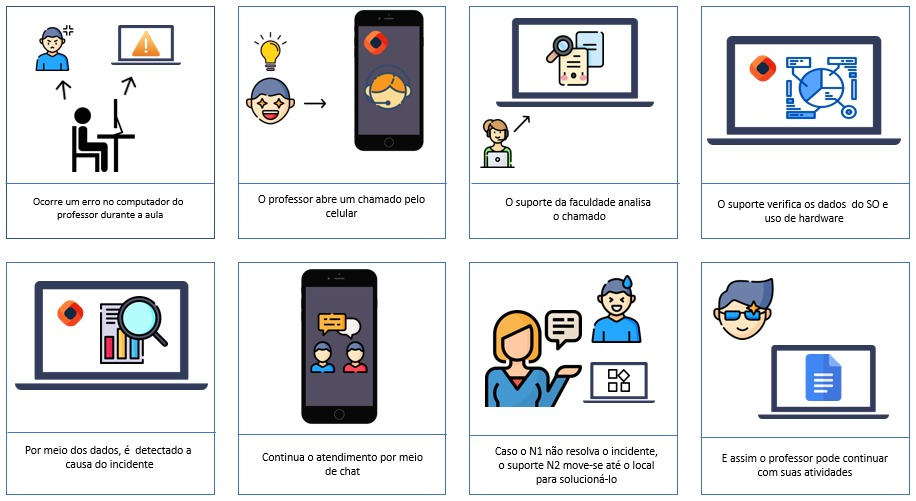 Ocorre um erro no computador do
professor durante a aula
O professor abre um chamado pelo
celular
O suporte da faculdade analisa
o chamado
O suporte verifica os dados do SO e
uso de hardware
Por meio dos dados, é detectado a
causa do incidente
Continua o atendimento por meio
de chat
Caso o N1 não resolva o incidente,
o suporte N2 move-se até o local
para solucioná-lo
E assim o professor pode continuar
com suas atividades